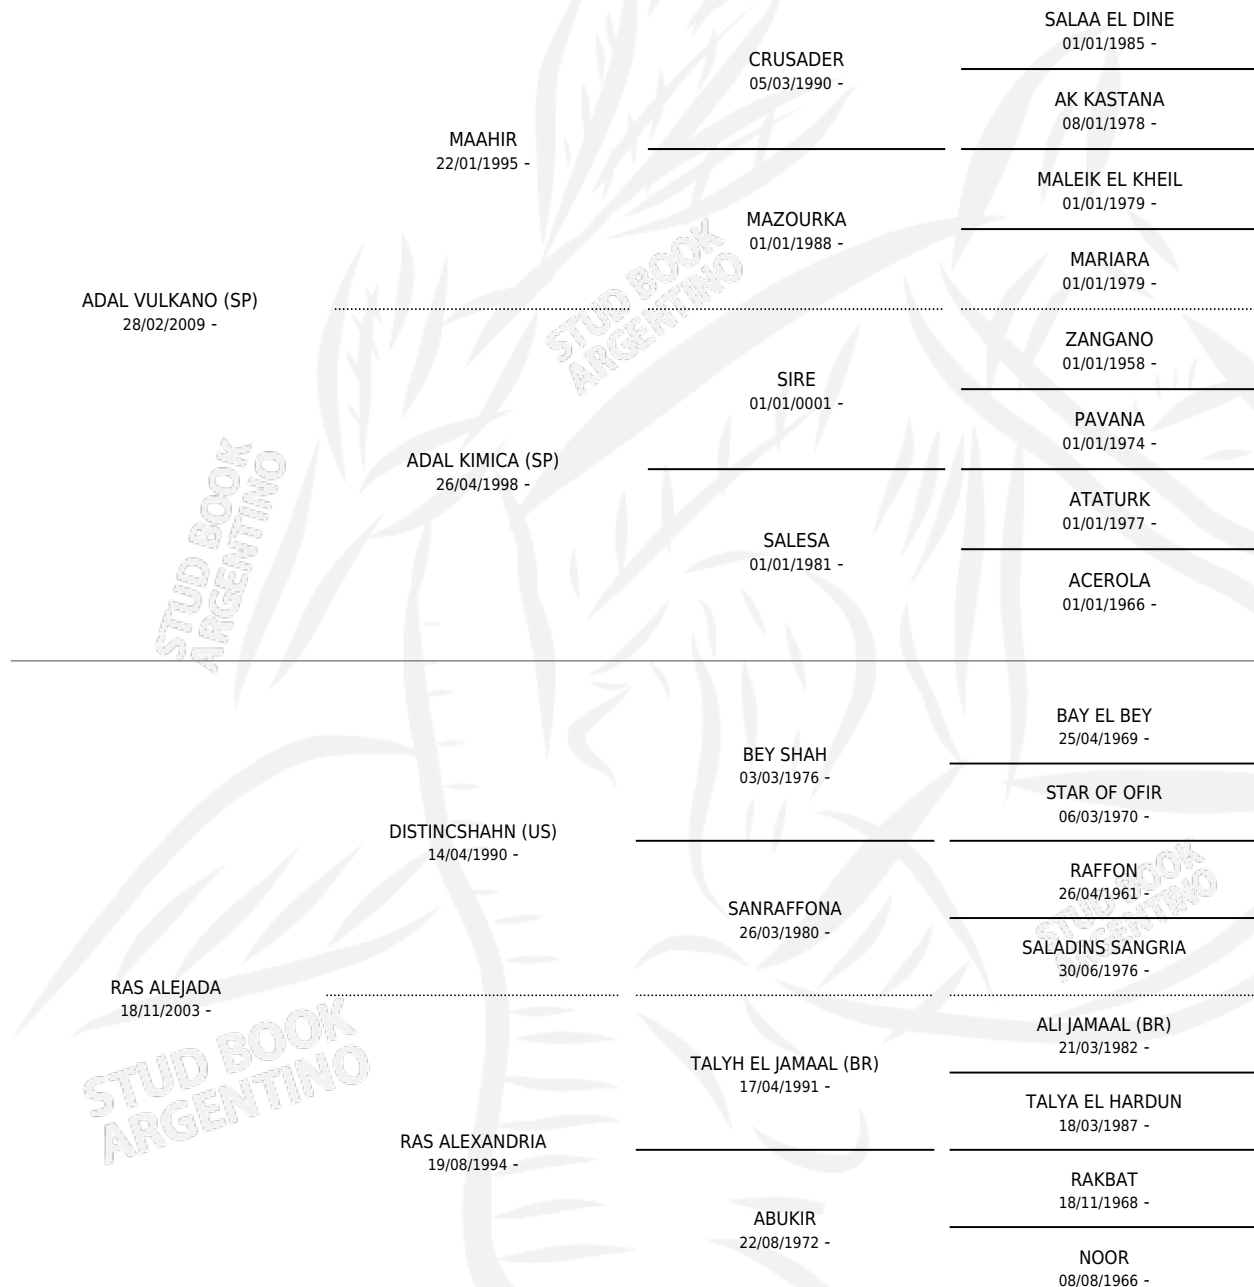 SALAA EL DINE
01/01/1985 -
CRUSADER
05/03/1990 -
AK KASTANA
08/01/1978 -
MAAHIR
22/01/1995 -
MALEIK EL KHEIL
01/01/1979 -
MAZOURKA
01/01/1988 -
MARIARA
01/01/1979 -
ADAL VULKANO (SP)
28/02/2009 -
ZANGANO
01/01/1958 -
SIRE
01/01/0001 -
PAVANA
01/01/1974 -
ADAL KIMICA (SP)
26/04/1998 -
ATATURK
01/01/1977 -
SALESA
01/01/1981 -
ACEROLA
01/01/1966 -
BAY EL BEY
25/04/1969 -
BEY SHAH
03/03/1976 -
STAR OF OFIR
06/03/1970 -
DISTINCSHAHN (US)
14/04/1990 -
RAFFON
26/04/1961 -
SANRAFFONA
26/03/1980 -
SALADINS SANGRIA
30/06/1976 -
RAS ALEJADA
18/11/2003 -
ALI JAMAAL (BR)
21/03/1982 -
TALYH EL JAMAAL (BR)
17/04/1991 -
TALYA EL HARDUN
18/03/1987 -
RAS ALEXANDRIA
19/08/1994 -
RAKBAT
18/11/1968 -
ABUKIR
22/08/1972 -
NOOR
08/08/1966 -
STUD BOOK
ARGENTINO
STUD BOOK
ARGENTINO
STUD BOOK
ARGENTINO
STUD BOOK
ARGENTINO